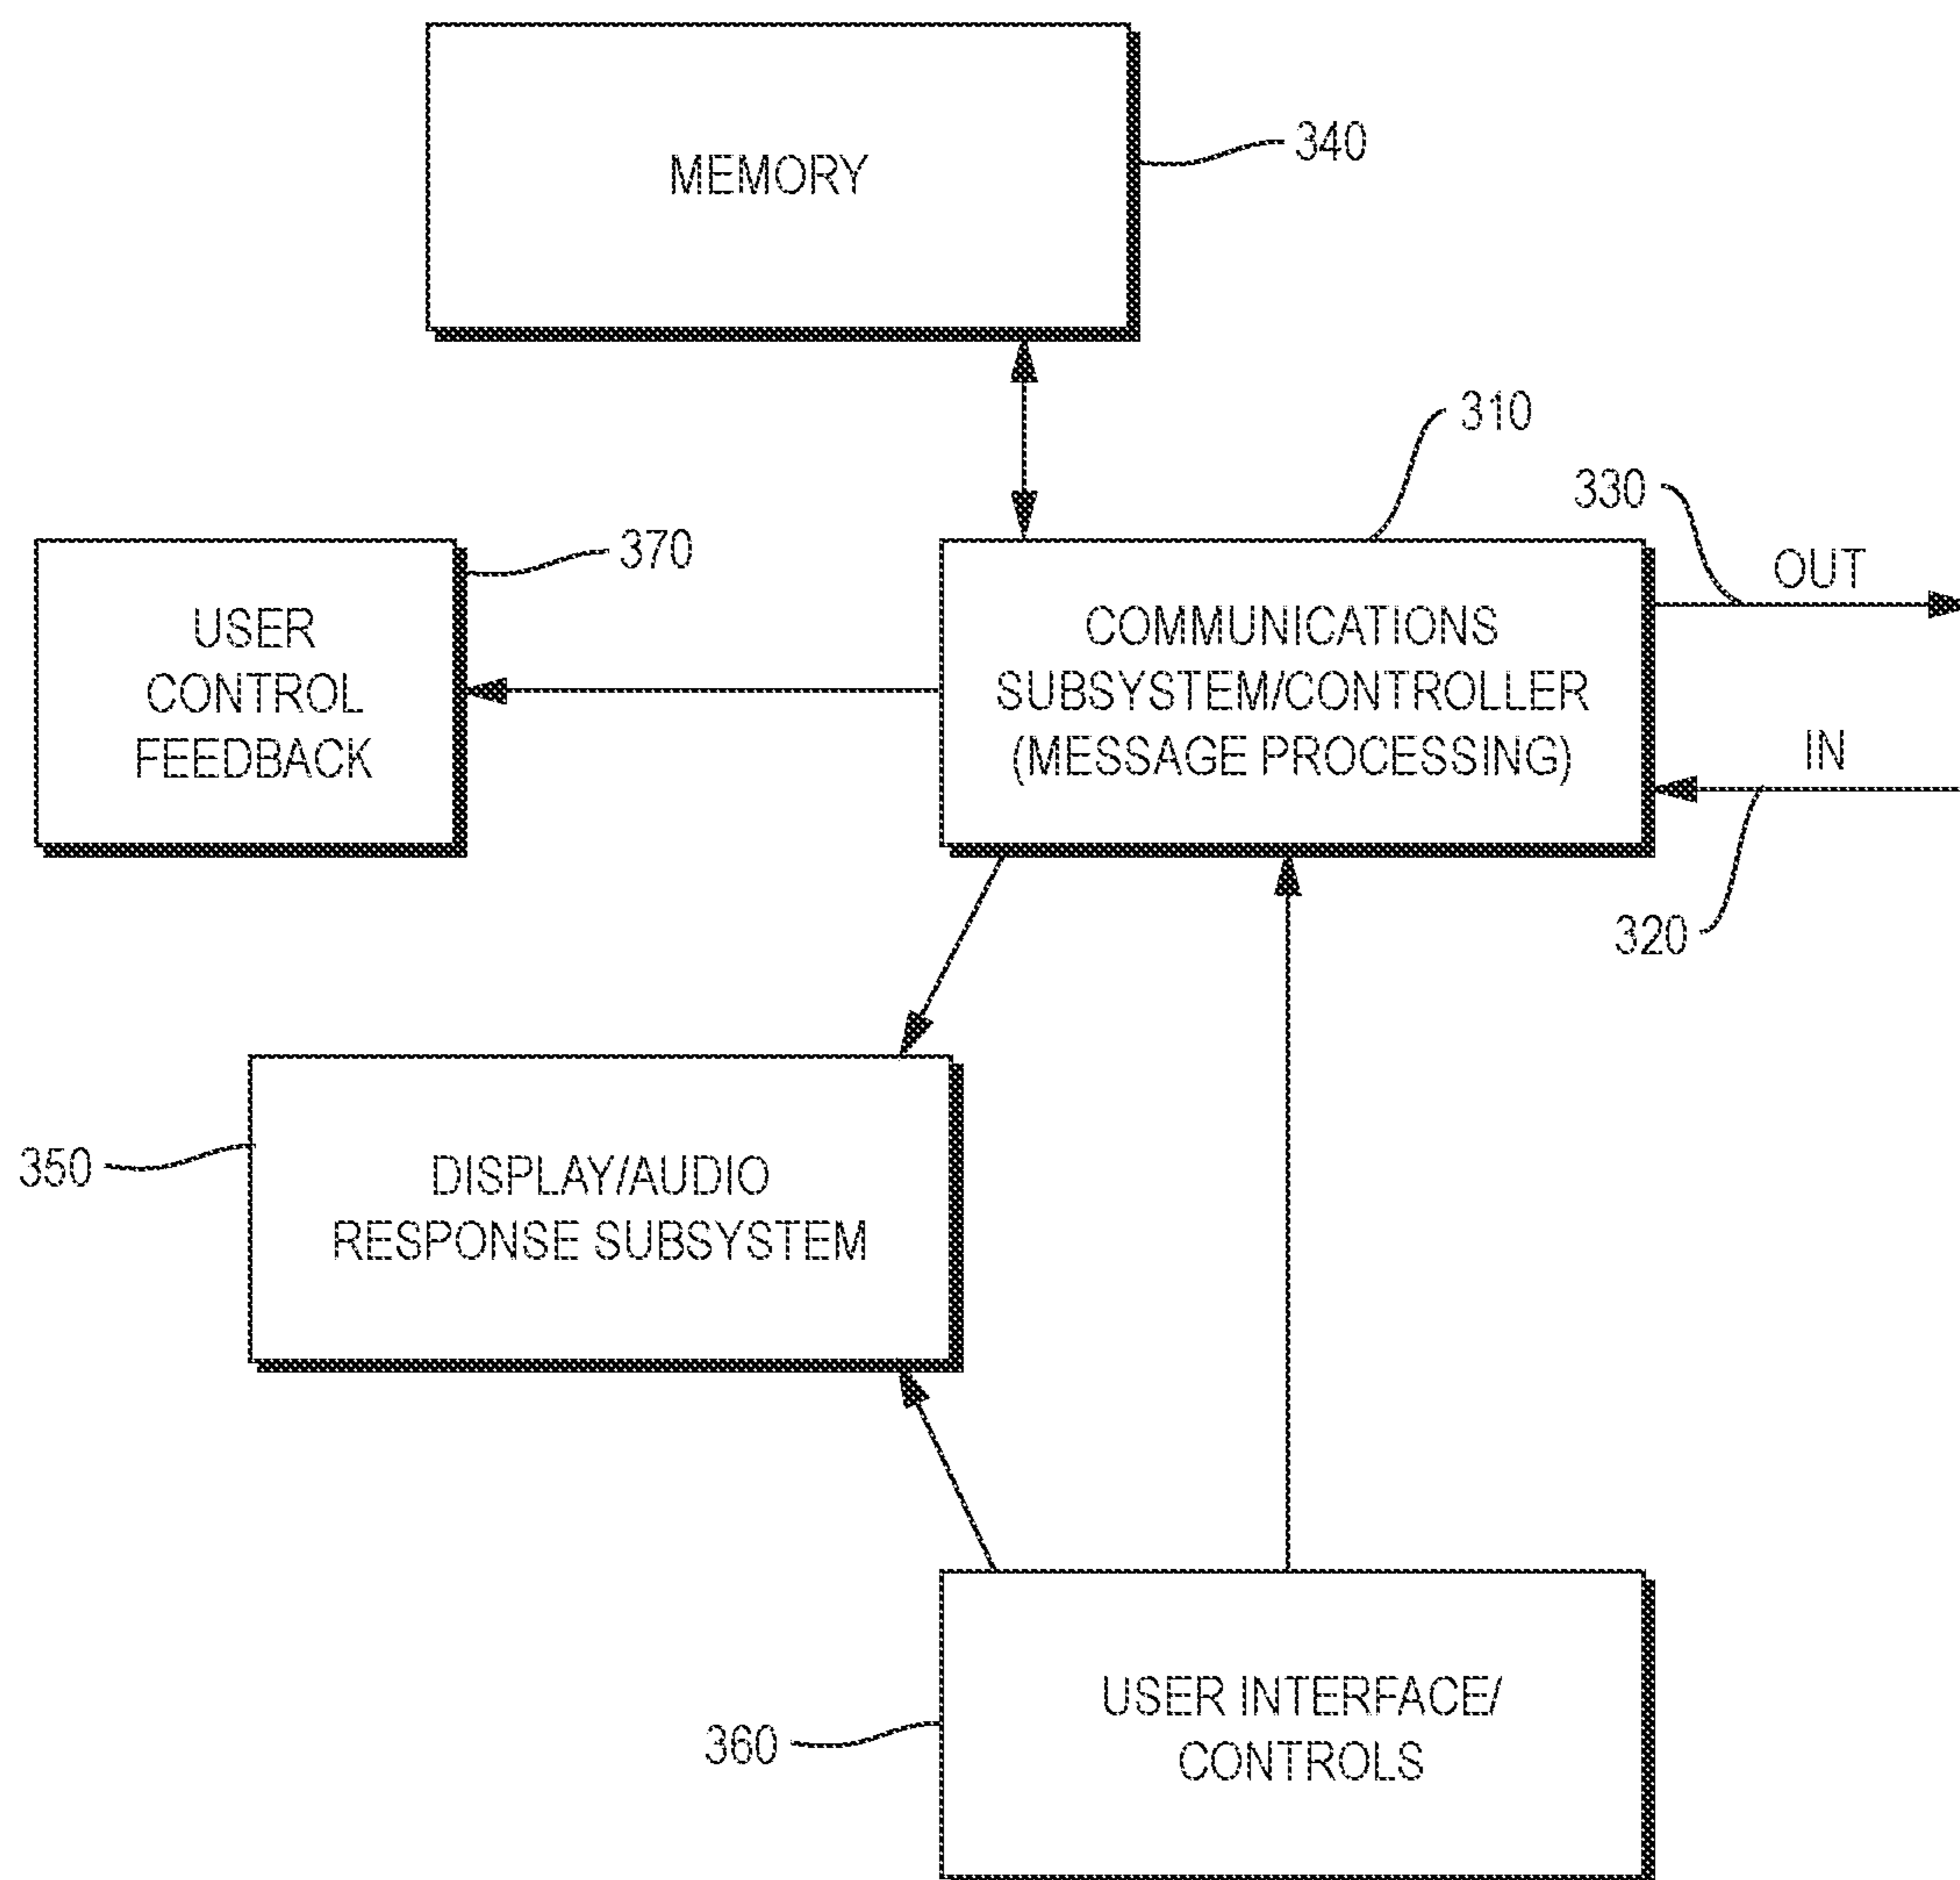 MEMORY
340
310
330
OUT
370
USER
CONTROL
FEEDBACK
COMMUNICATIONS
SUBSYSTEM/CONTROLLER
(MESSAGE PROCESSING)
IN
320
350
DISPLAY/AUDIO
RESPONSE SUBSYSTEM
360
USER INTERFACE/
CONTROLS